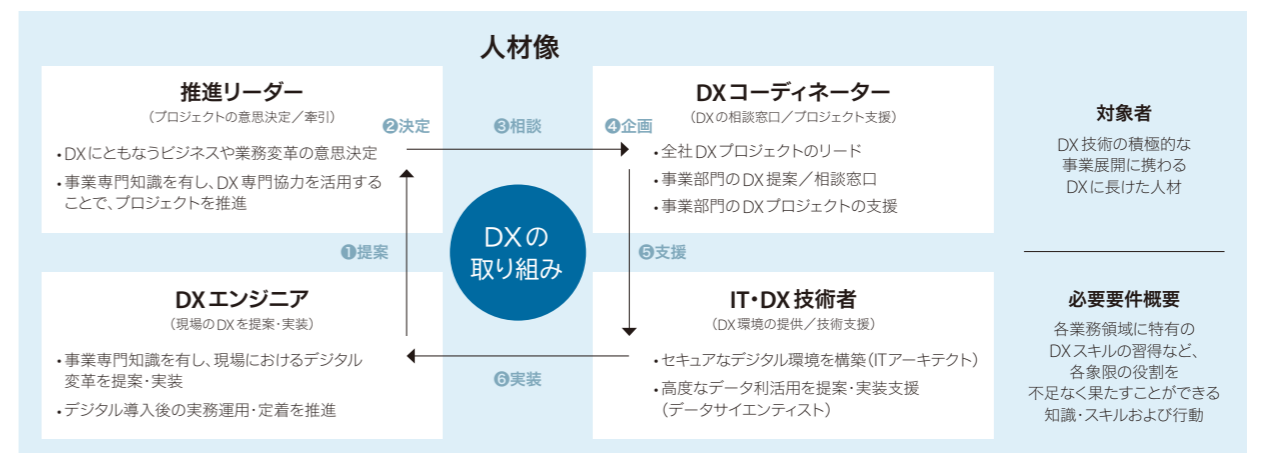 人材像
推進リーダー
（プロジェクトの意思決定／牽引）
・DXにともなうビジネスや業務変革の意思決定
・事業専門知識を有し、DX専門協力を活用する
ことで、プロジェクトを推進
❷決定
❸相談
❹企画
DXコーディネーター
（DXの相談窓口／プロジェクト支援）
・全社DXプロジェクトのリード
・事業部門のDX提案／相談窓口
・事業部門のDXプロジェクトの支援
❶提案
DXの
取り組み
❺支援
DXエンジニア
（現場のDXを提案・実装）
・事業専門知識を有し、現場におけるデジタル
変革を提案・実装
・デジタル導入後の実務運用・定着を推進
❻実装
IT・DX技術者
（DX環境の提供／技術支援）
・セキュアなデジタル環境を構築（ITアーキテクト）
・高度なデータ利活用を提案・実装支援
（データサイエンティスト）
対象者
DX技術の積極的な
事業展開に携わる
DXに長けた人材
必要要件概要
各業務領域に特有の
DXスキルの習得など、
各象限の役割を
不足なく果たすことができる
知識・スキルおよび行動